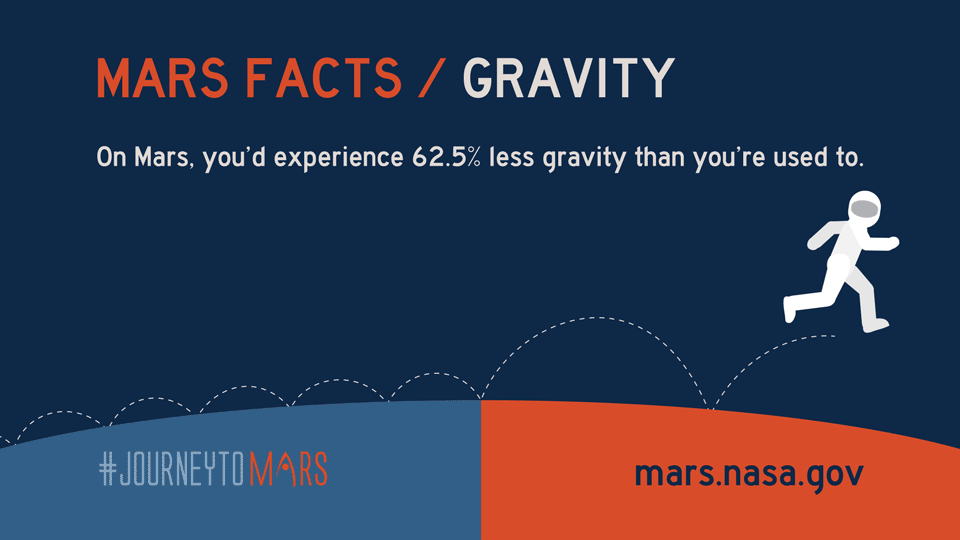 MARS FACTS / GRAVITY
On Mars, you’d experience 62.5% less gravity than you’re used to.
#JOURNEYTOMARS
mars.nasa.gov